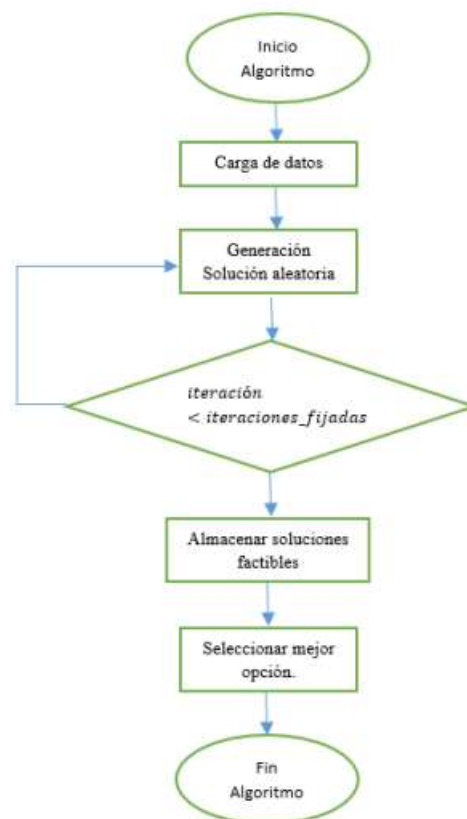 Inicio
Algoritmo
Carga de datos
Generación
Solución aleatoria
iteración
< iteraciones_fijadas
Almacenar soluciones
factibles
Seleccionar mejor
opción.
Fin
Algoritmo